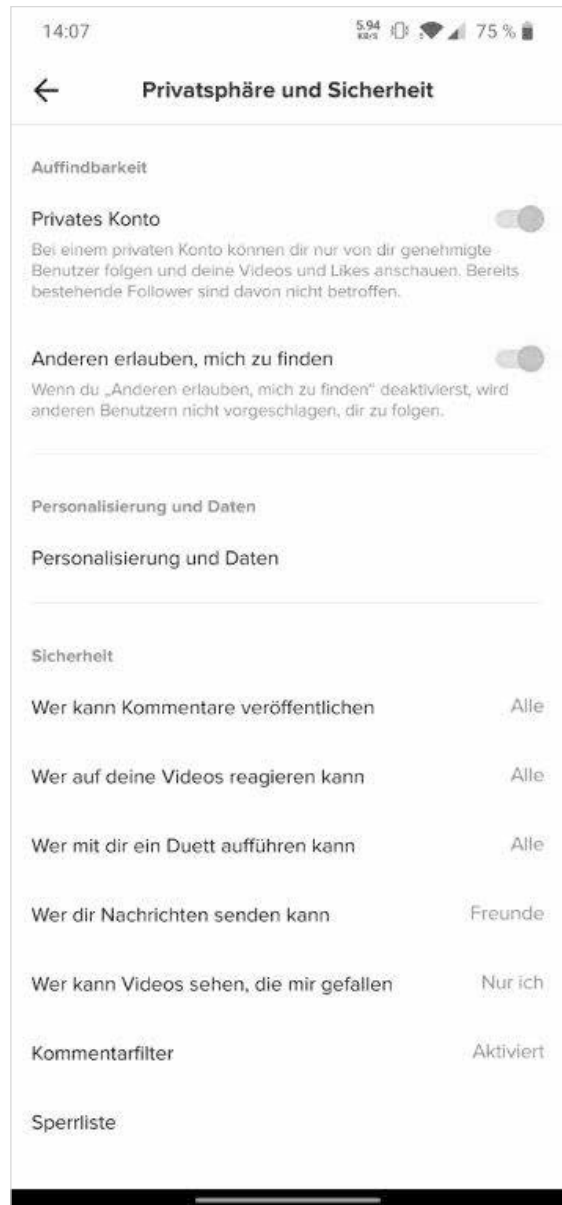 14:07
5.94 KB/S 75 %
Privatsphäre und Sicherheit
Auffindbarkeit
Privates Konto
Bei einem privaten Konto können dir nur von dir genehmigte
Benutzer folgen und deine Videos und Likes anschauen. Bereits
bestehende Follower sind davon nicht betroffen.
Anderen erlauben, mich zu finden
Wenn du „Anderen erlauben, mich zu finden“ deaktivierst, wird
anderen Benutzern nicht vorgeschlagen, dir zu folgen.
Personalisierung und Daten
Personalisierung und Daten
Sicherheit
Wer kann Kommentare veröffentlichen Alle
Wer auf deine Videos reagieren kann Alle
Wer mit dir ein Duett aufführen kann Alle
Wer dir Nachrichten senden kann Freunde
Wer kann Videos sehen, die mir gefallen Nur ich
Kommentarfilter Aktiviert
Sperrliste